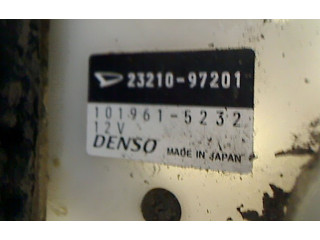 23210-97201
101961-5232
12V
DENSO MADE IN JAPAN